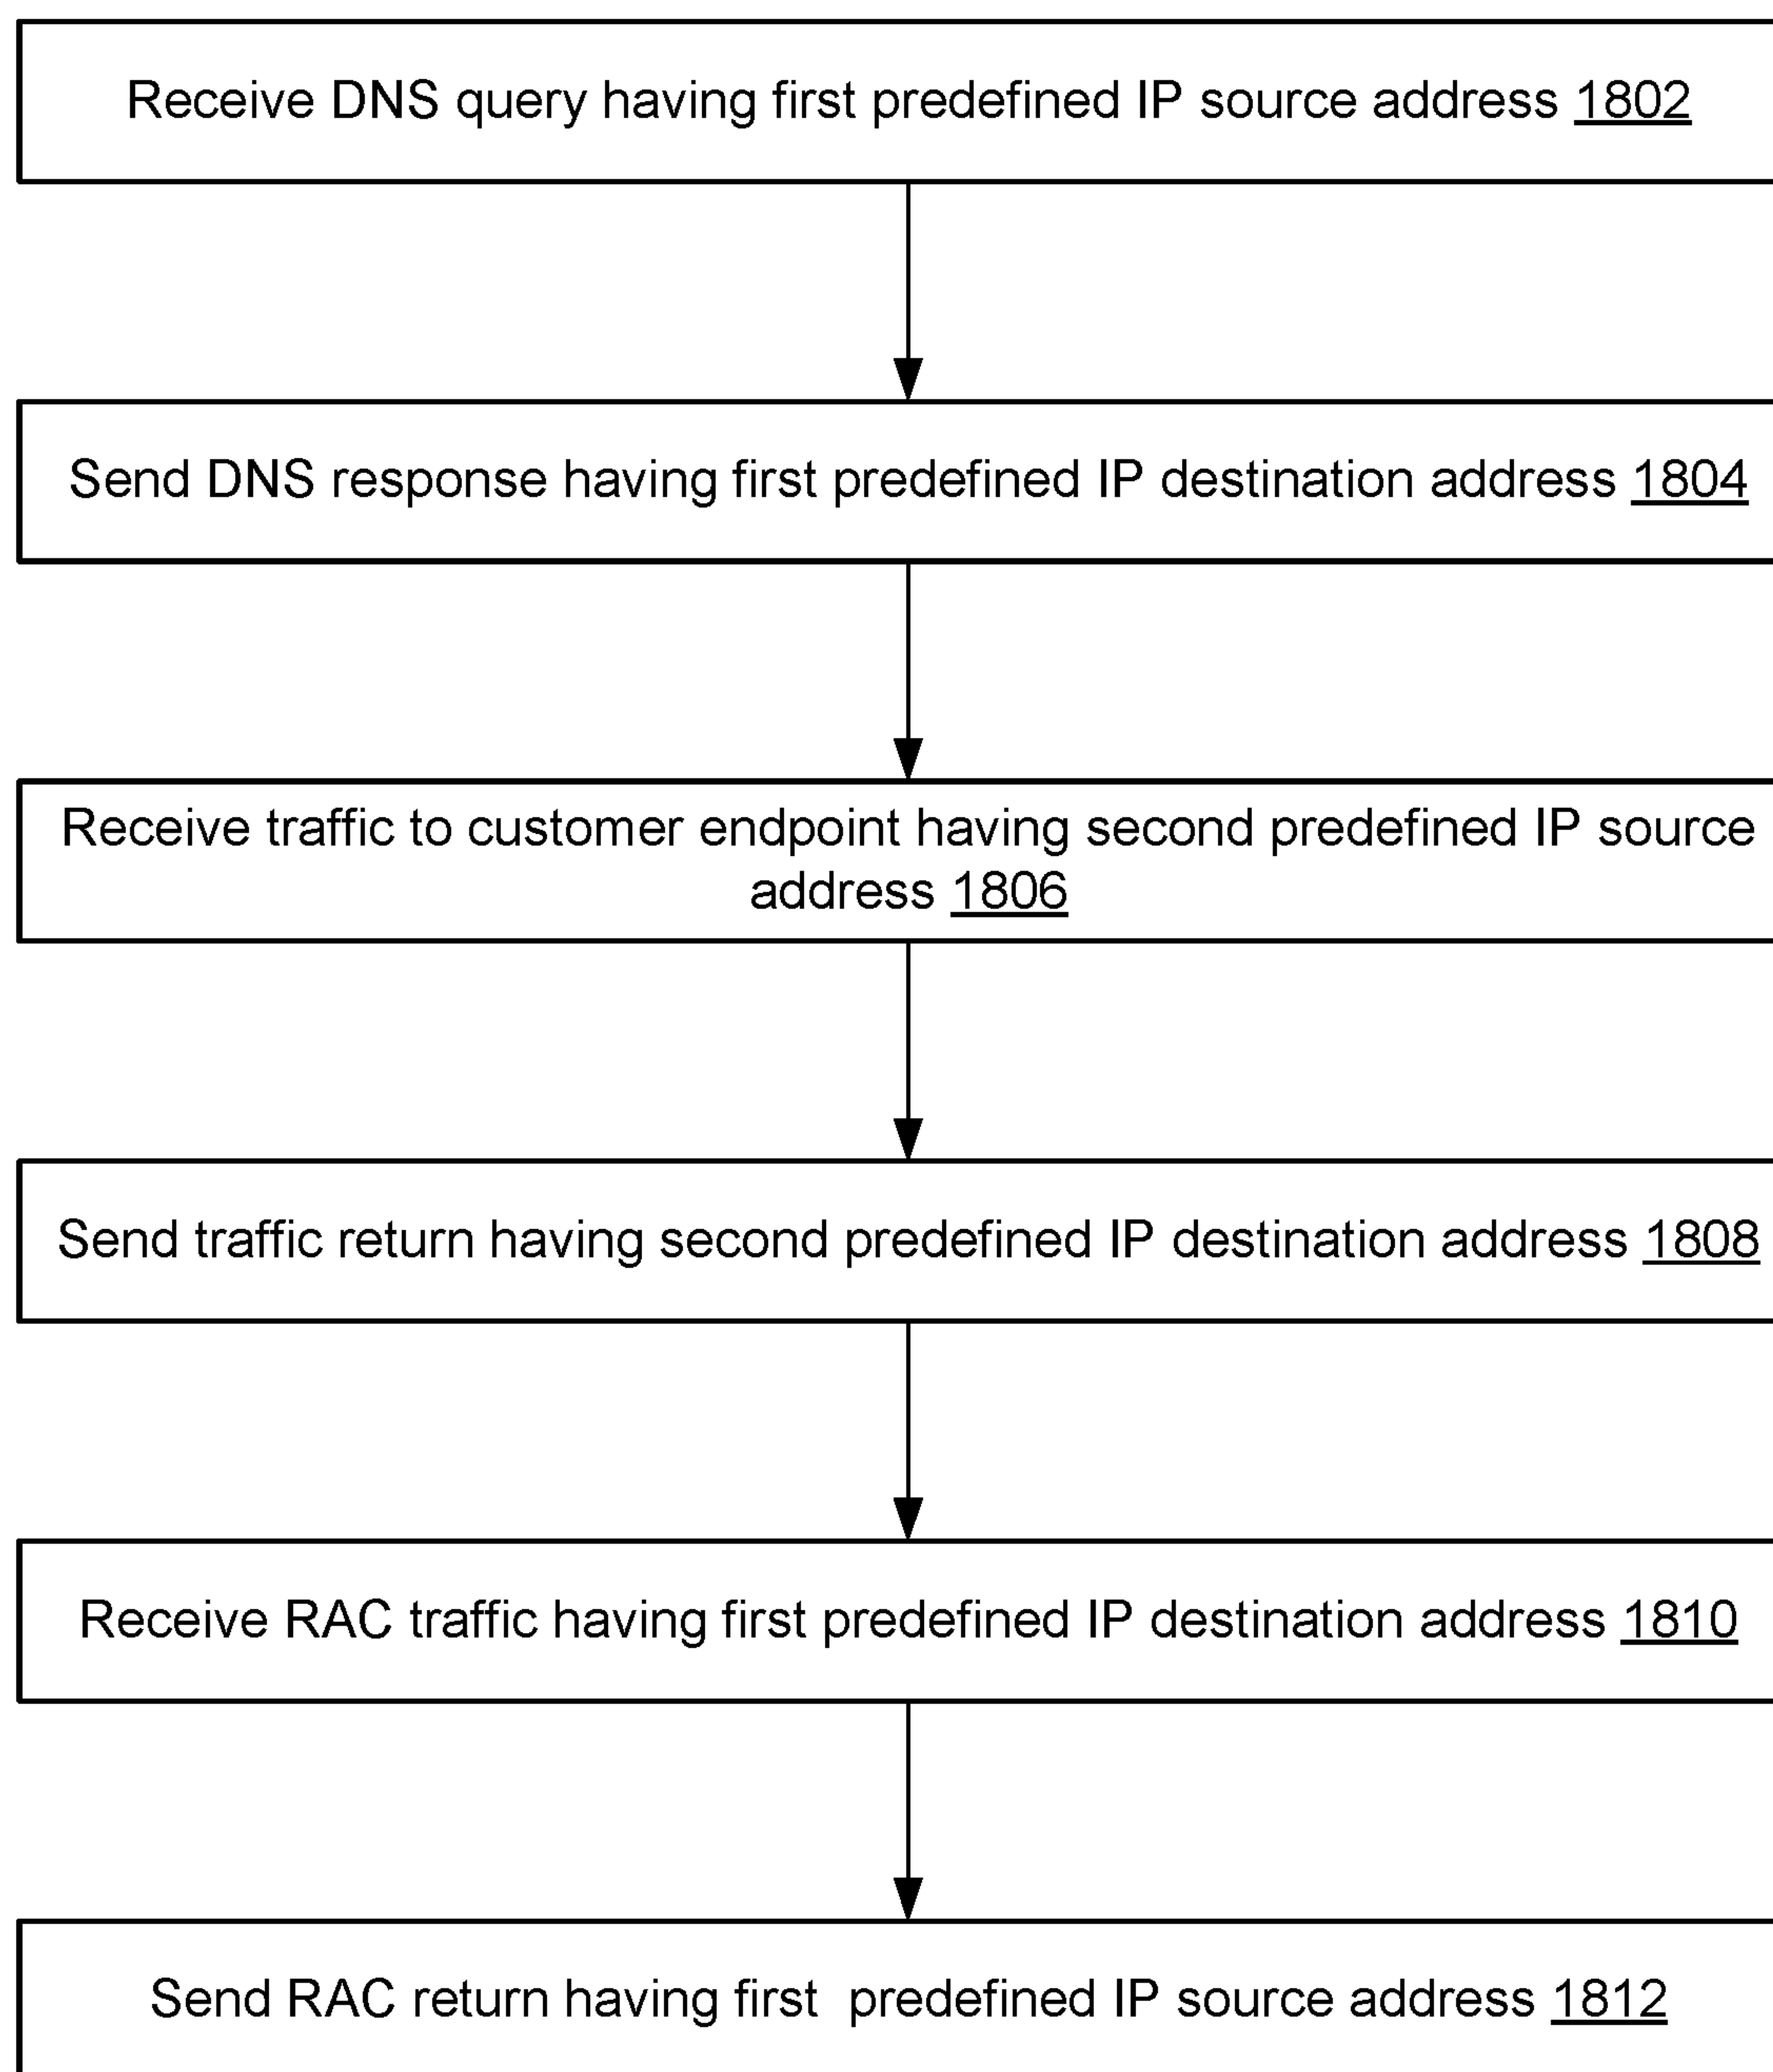 Receive DNS query having first predefined IP source address 1802
Send DNS response having first predefined IP destination address 1804
Receive traffic to customer endpoint having second predefined IP source
address 1806
Send traffic return having second predefined IP destination address 1808
Receive RAC traffic having first predefined IP destination address 1810
Send RAC return having first predefined IP source address 1812